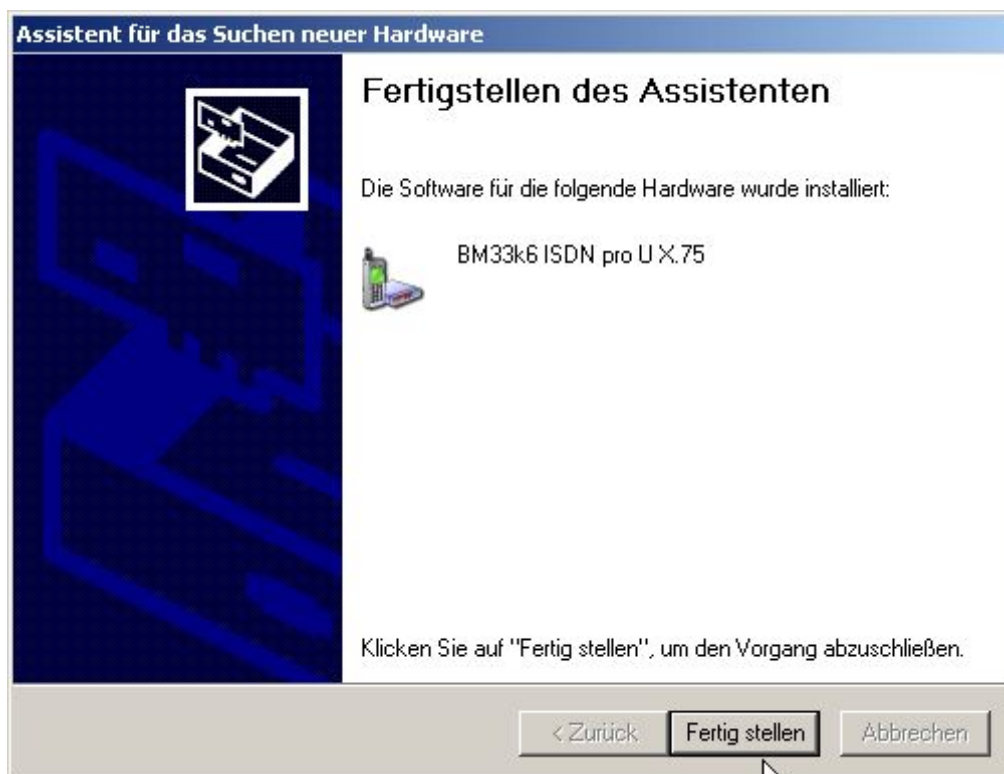 Assistent für das Suchen neuer Hardware
Fertigstellen des Assistenten
Die Software für die folgende Hardware wurde installiert:
BM33k6 ISDN pro U X.75
Klicken Sie auf "Fertig stellen", um den Vorgang abzuschließen.
< Zurück Fertig stellen Abbrechen